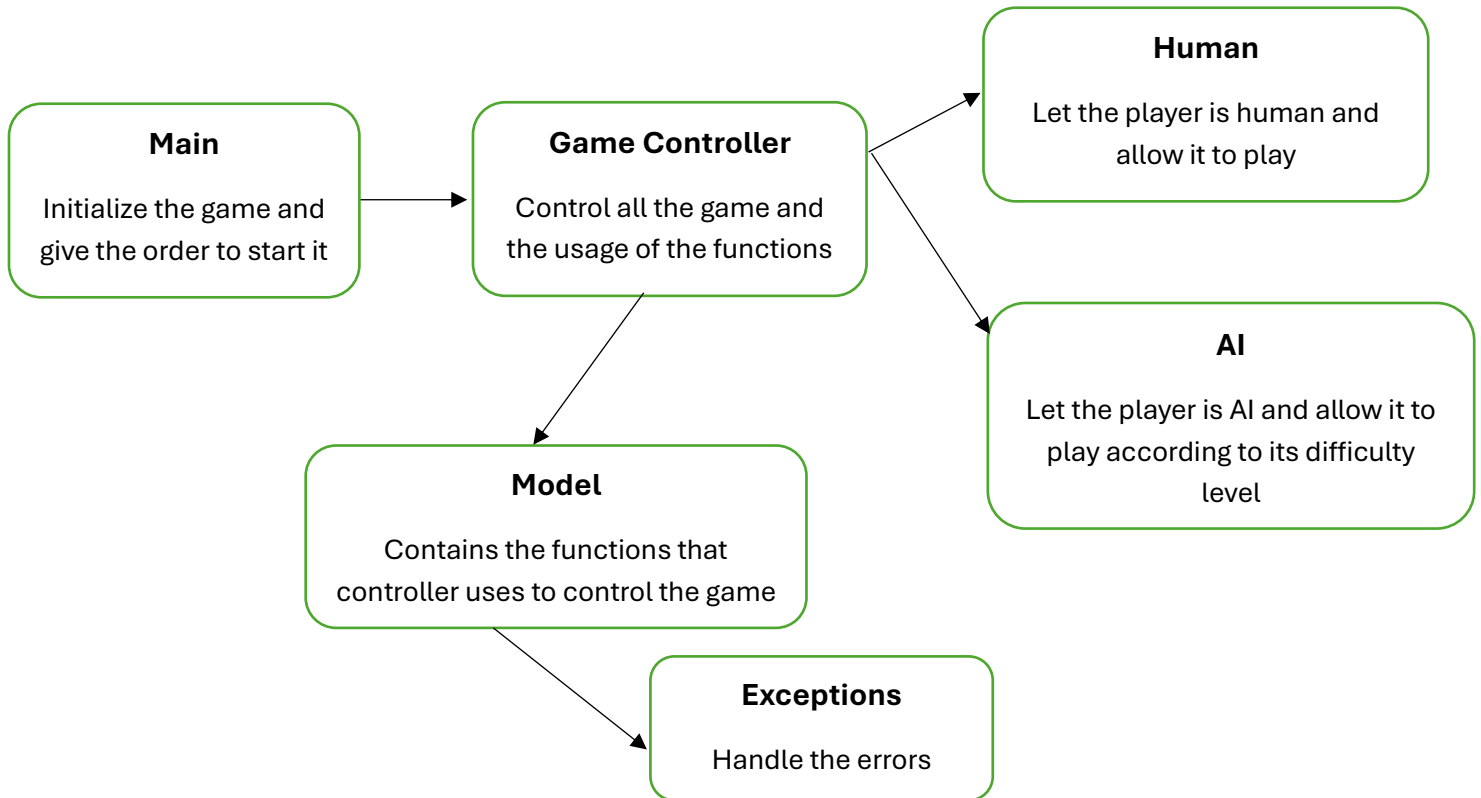 Main
Initialize the game and
give the order to start it
Game Controller
Control all the game and
the usage of the functions
Human
Let the player is human and
allow it to play
AI
Let the player is AI and allow it to
play according to its difficulty
level
Model
Contains the functions that
controller uses to control the game
Exceptions
Handle the errors